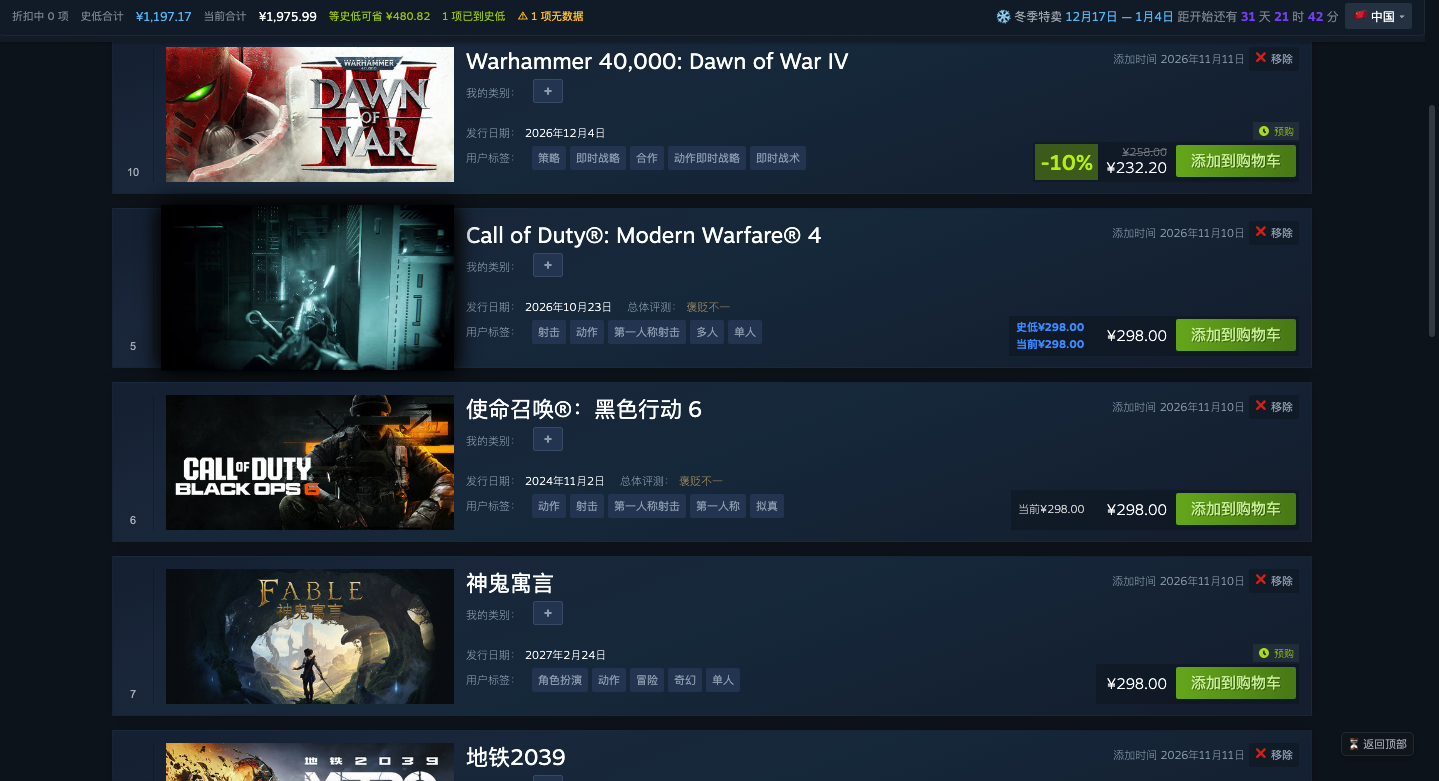 折扣中 0 项 史低合计 ¥1,197.17 当前合计 ¥1,975.99 等史低可省 ¥480.82 1 项已到史低 ⚠ 1 项无数据
冬季特卖 12月17日 — 1月4日 距开始还有 31 天 21 时 42 分 中国
Warhammer 40,000: Dawn of War IV
添加时间 2026年11月11日 移除
我的类别: +
WARHAMMER
40,000
DAWN
OF
WAR
IV
发行日期: 2026年12月4日
预购
用户标签: 策略 即时战略 合作 动作即时战略 即时战术
10
-10%
¥258.00
¥232.20
添加到购物车
Call of Duty®: Modern Warfare® 4
添加时间 2026年11月10日 移除
我的类别: +
发行日期: 2026年10月23日 总体评测: 褒贬不一
用户标签: 射击 动作 第一人称射击 多人 单人
5
史低¥298.00
当前¥298.00
¥298.00
添加到购物车
使命召唤®：黑色行动 6
添加时间 2026年11月10日 移除
我的类别: +
CALL OF DUTY
BLACK OPS 6
发行日期: 2024年11月2日 总体评测: 褒贬不一
用户标签: 动作 射击 第一人称射击 第一人称 拟真
6
当前¥298.00
¥298.00
添加到购物车
神鬼寓言
添加时间 2026年11月10日 移除
我的类别: +
FABLE
神鬼寓言
发行日期: 2027年2月24日
预购
用户标签: 角色扮演 动作 冒险 奇幻 单人
7
¥298.00
添加到购物车
返回顶部
地铁2039
添加时间 2026年11月11日 移除
地铁2039
METRO